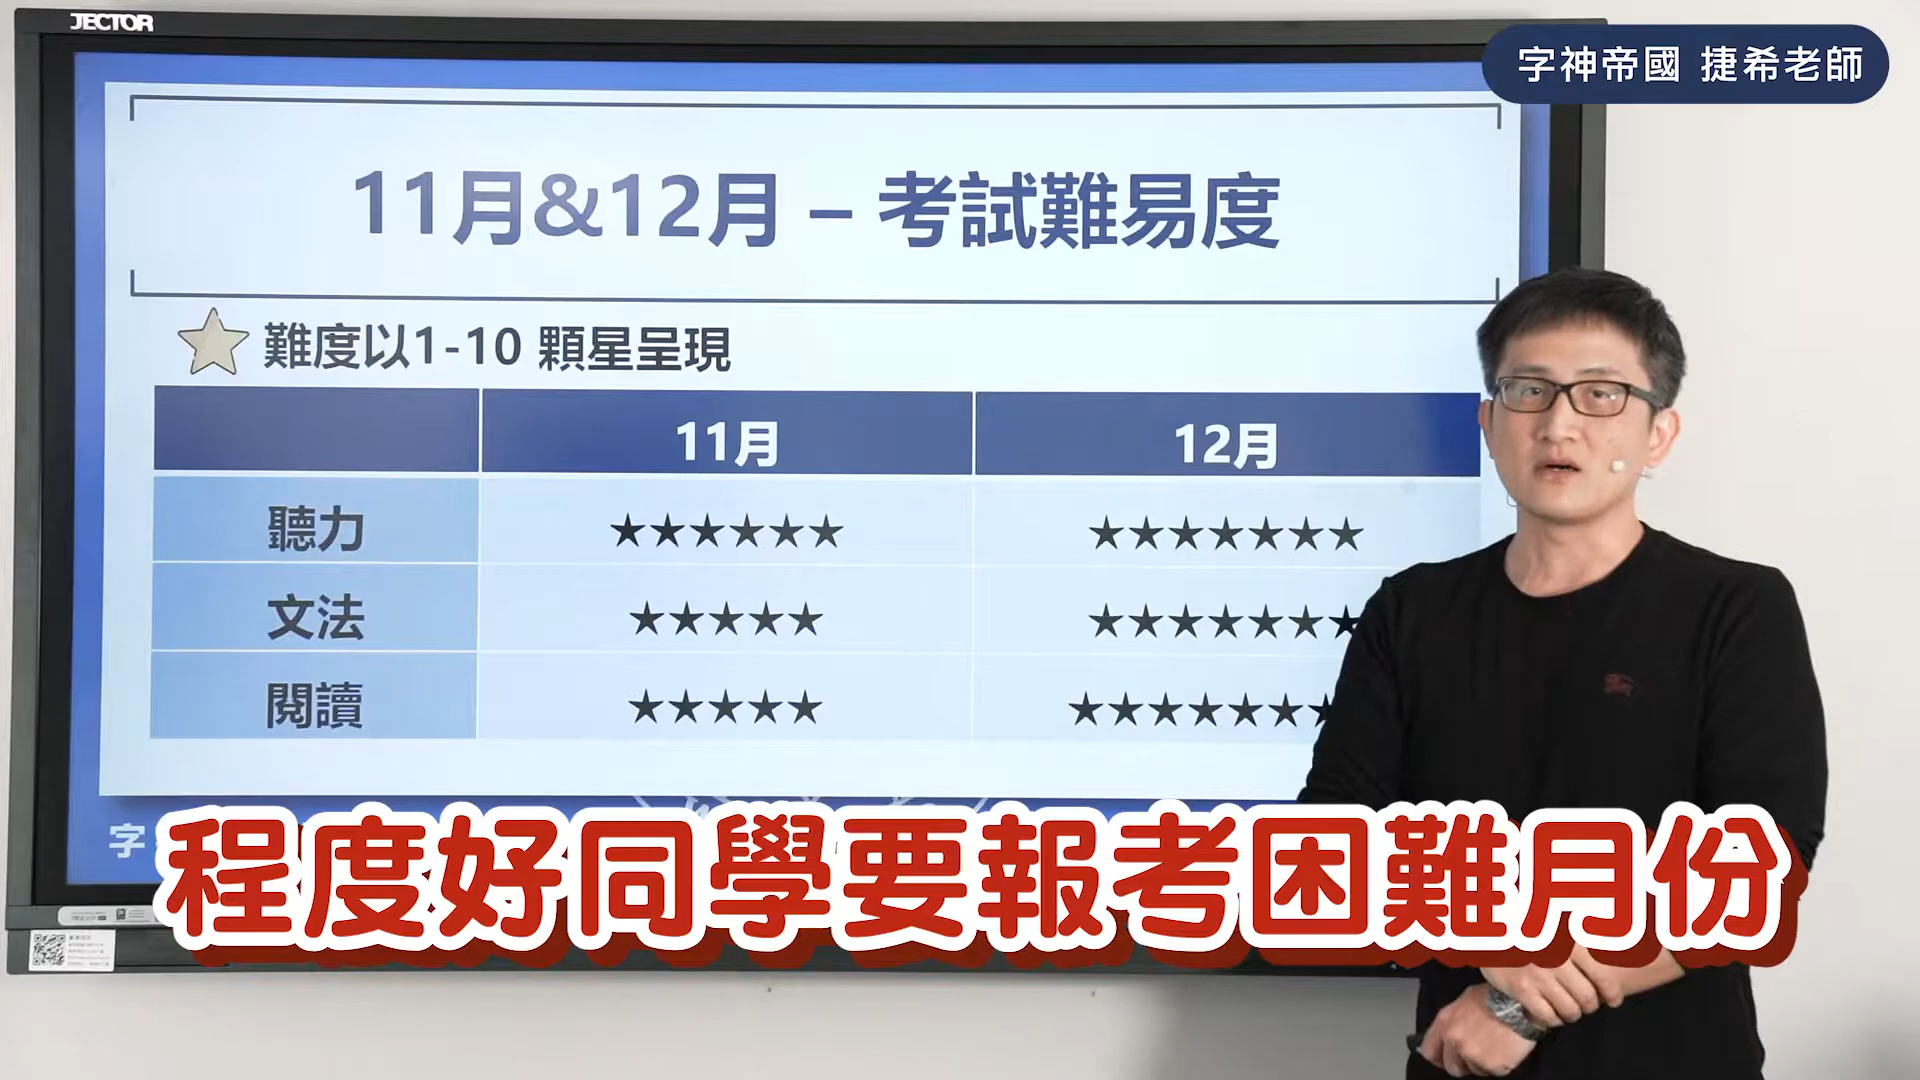 JECTOR
字神帝國 捷希老師
11月&12月 – 考試難易度
難度以1-10 顆星呈現
11月 12月
聽力 ★★★★★★ ★★★★★★★
文法 ★★★★★ ★★★★★★★
閱讀 ★★★★★ ★★★★★★★
字
程度好同學要報考困難月份